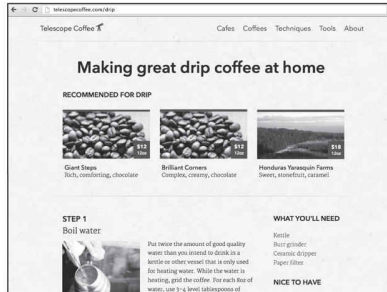 telescopecoffee.com/drip
Telescope Coffee
Cafes Coffees Techniques Tools About
Making great drip coffee at home
RECOMMENDED FOR DRIP
$12
12oz
$12
12oz
$18
12oz
Giant Steps
Rich, comforting, chocolate
Brilliant Corners
Complex, creamy, chocolate
Honduras Yarasquin Farms
Sweet, stonefruit, caramel
STEP 1
Boil water
Put twice the amount of good quality
water than you intend to drink in a
kettle or other vessel that is only used
for heating water. While the water is
heating, grid the coffee. For each 8oz of
water, use 3-4 level tablespoons of
WHAT YOU'LL NEED
Kettle
Burr grinder
Ceramic dripper
Paper filter
NICE TO HAVE